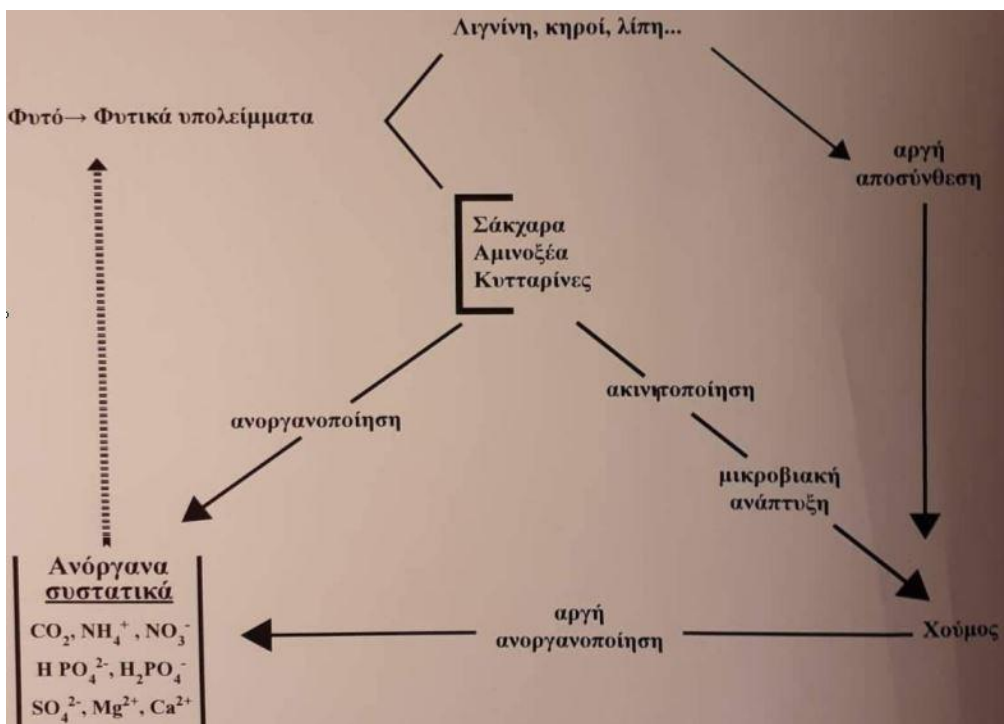 Λιγνίνη, κηροί, λίπη...
Φυτό→ Φυτικά υπολείμματα
αργή
αποσύνθεση
Σάκχαρα
Αμινοξέα
Κυτταρίνες
ανοργανοποίηση
ακινητοποίηση
μικροβιακή
ανάπτυξη
Ανόργανα
συστατικά
CO₂, NH₄⁺ , NO₃⁻
H PO₄²⁻, H₂PO₄⁻
SO₄²⁻, Mg²⁺, Ca²⁺
αργή
ανοργανοποίηση
Χούμος